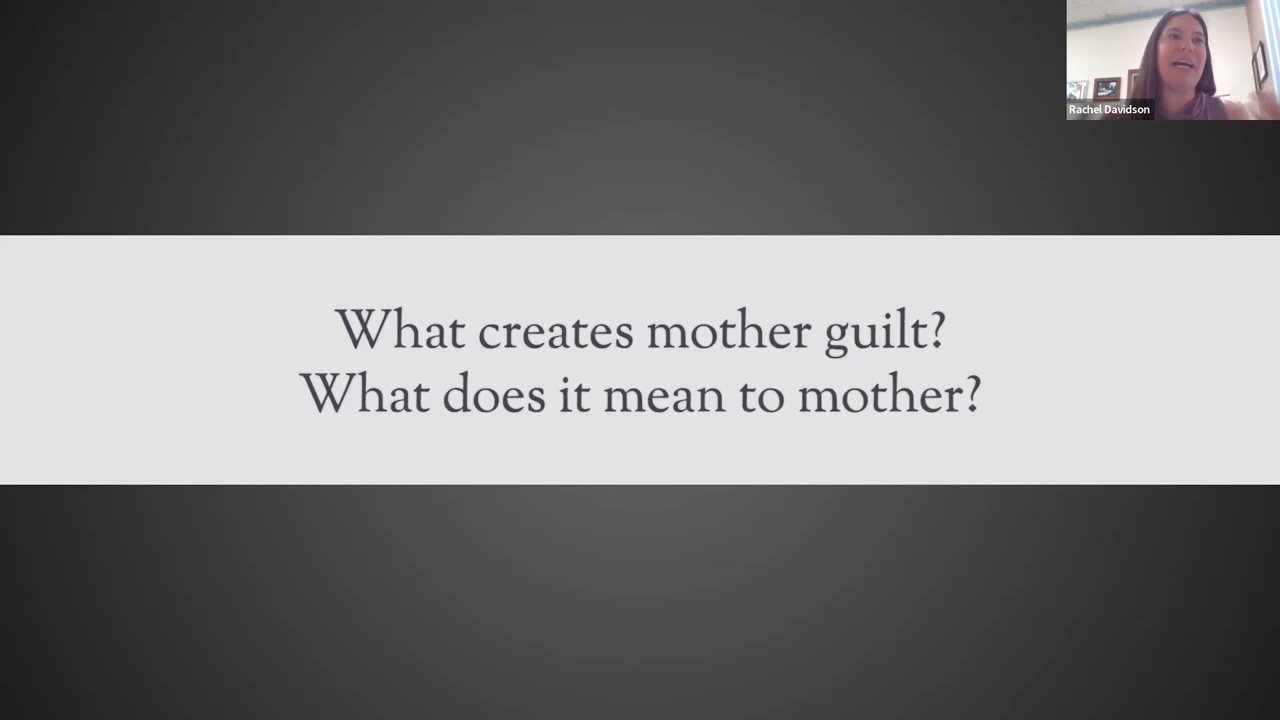 Rachel Davidson
What creates mother guilt?
What does it mean to mother?